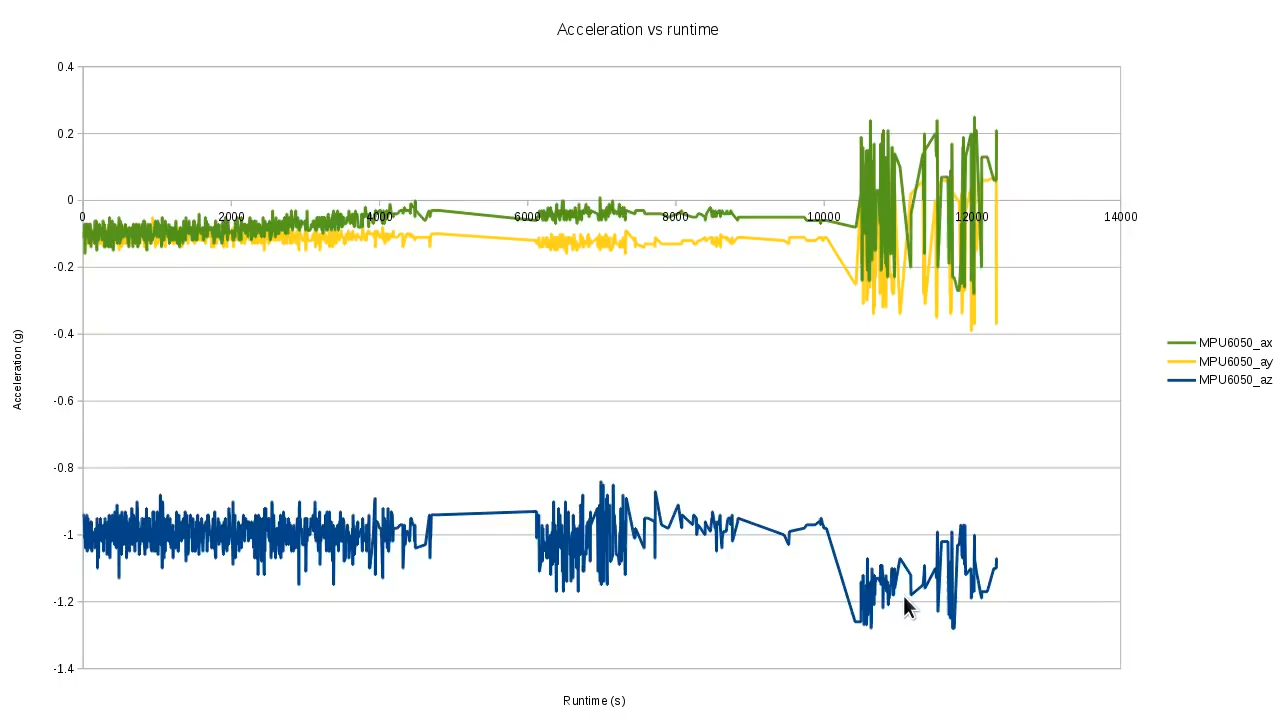 Acceleration vs runtime
0.4
0.2
0
0 2000 4000 6000 8000 10000 12000 14000
-0.2
-0.4
-0.6
-0.8
-1
-1.2
-1.4
Acceleration (g)
Runtime (s)
MPU6050_ax
MPU6050_ay
MPU6050_az